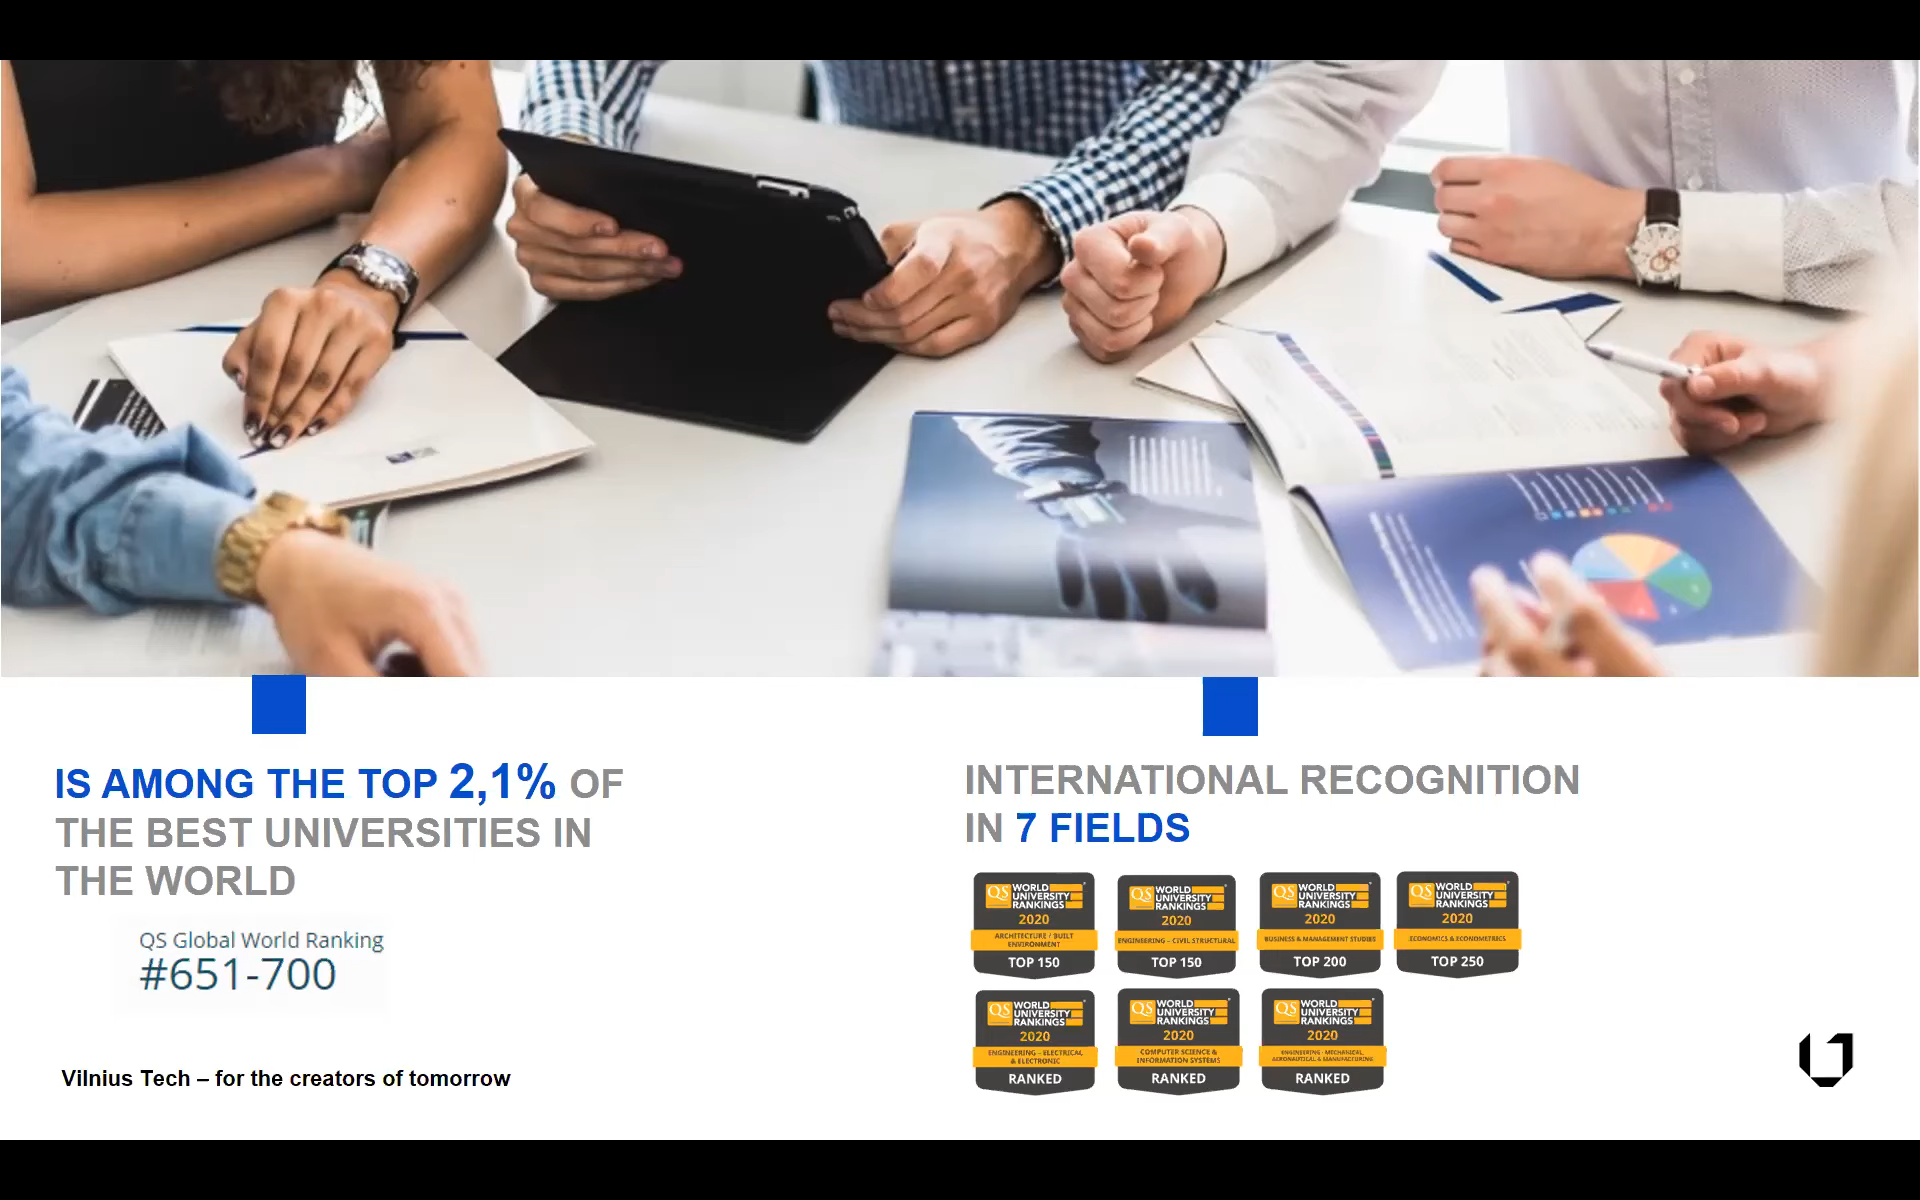 IS AMONG THE TOP 2,1% OF
THE BEST UNIVERSITIES IN
THE WORLD
QS Global World Ranking
#651-700
Vilnius Tech – for the creators of tomorrow
INTERNATIONAL RECOGNITION
IN 7 FIELDS
QS WORLD
UNIVERSITY
RANKINGS
2020
ARCHITECTURE / BUILT
ENVIRONMENT
TOP 150
QS WORLD
UNIVERSITY
RANKINGS
2020
ENGINEERING – CIVIL STRUCTURAL
TOP 150
QS WORLD
UNIVERSITY
RANKINGS
2020
BUSINESS & MANAGEMENT STUDIES
TOP 200
QS WORLD
UNIVERSITY
RANKINGS
2020
ECONOMICS & ECONOMETRICS
TOP 250
QS WORLD
UNIVERSITY
RANKINGS
2020
ENGINEERING – ELECTRICAL
& ELECTRONIC
RANKED
QS WORLD
UNIVERSITY
RANKINGS
2020
COMPUTER SCIENCE &
INFORMATION SYSTEMS
RANKED
QS WORLD
UNIVERSITY
RANKINGS
2020
ENGINEERING - MECHANICAL,
AERONAUTICAL & MANUFACTURING
RANKED